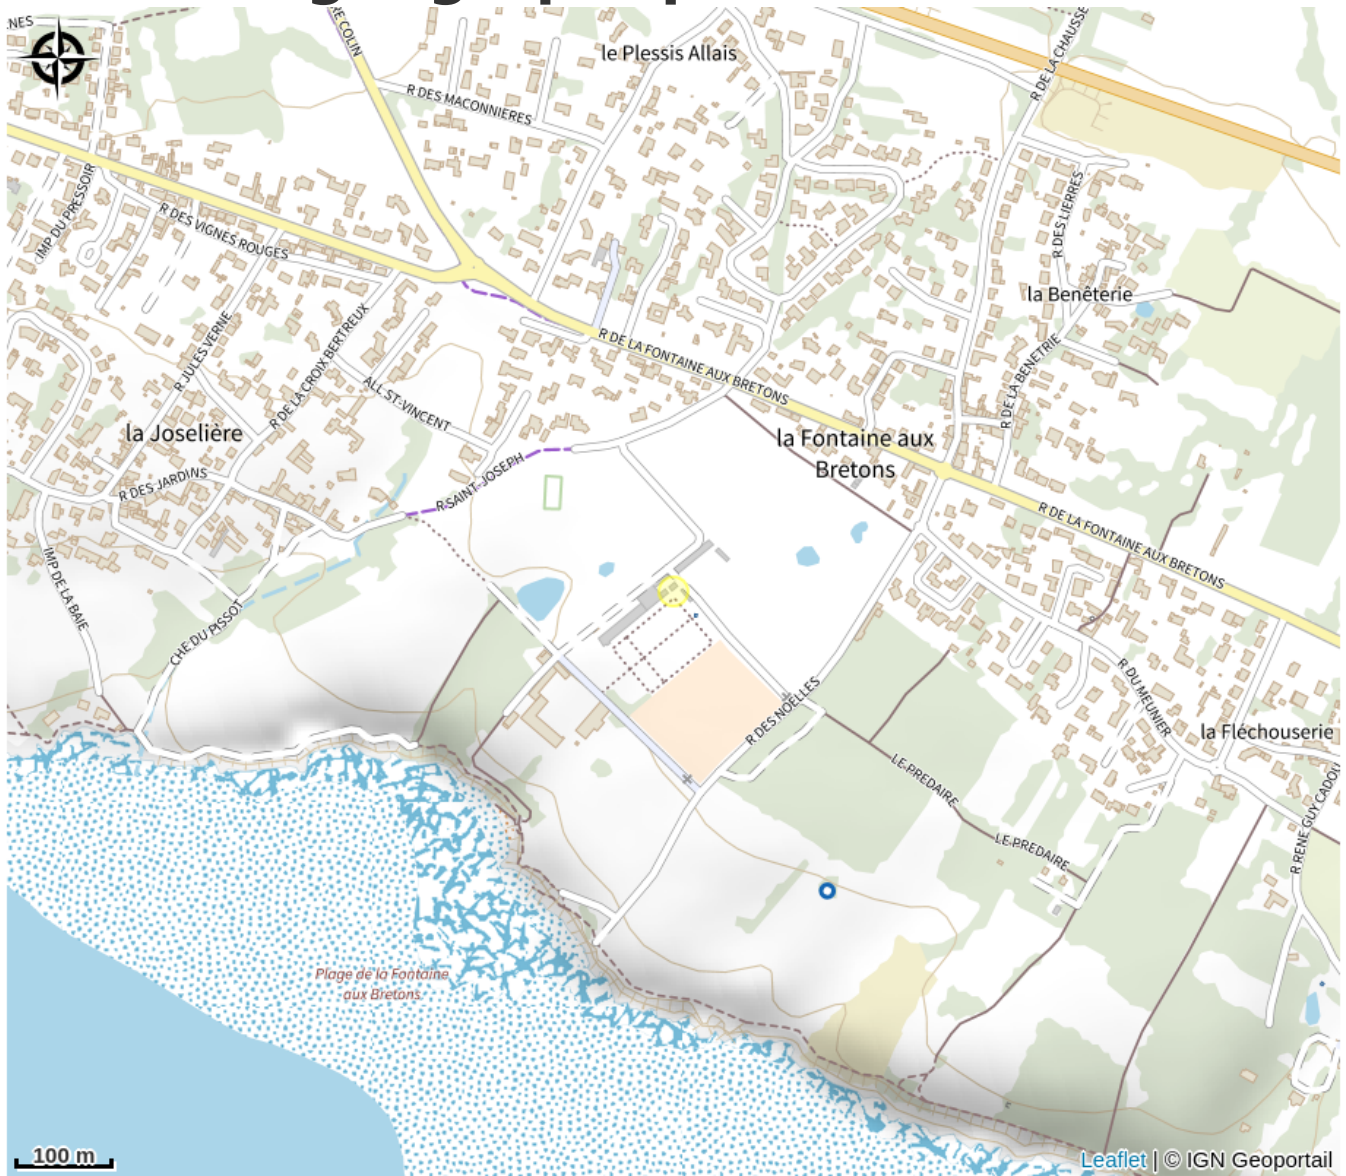 NES
RE COLIN
le Plessis Allais
R DE LA CHAUSSE
R DES MACONNIERES
IMP DU PRESSOIR
R DES VIGNES ROUGES
R DES LIERRES
la Benêterie
R JULES VERNE
R DE LA CROIX BERTREUX
R DE LA FONTAINE AUX BRETONS
R DE LA BENETRIE
ALL ST-VINCENT
la Joselière
la Fontaine aux
Bretons
R DES JARDINS
R SAINT-JOSEPH
R DE LA FONTAINE AUX BRETONS
IMP DE LA BAIE
CHE DU PISSOT
R DU MEUNIER
R DES NOELLES
la Fléchouserie
LE PREDAIRE
LE PREDAIRE
R RENE GUY CADOU
Plage de la Fontaine
aux Bretons
100 m
Leaflet | © IGN Geoportail